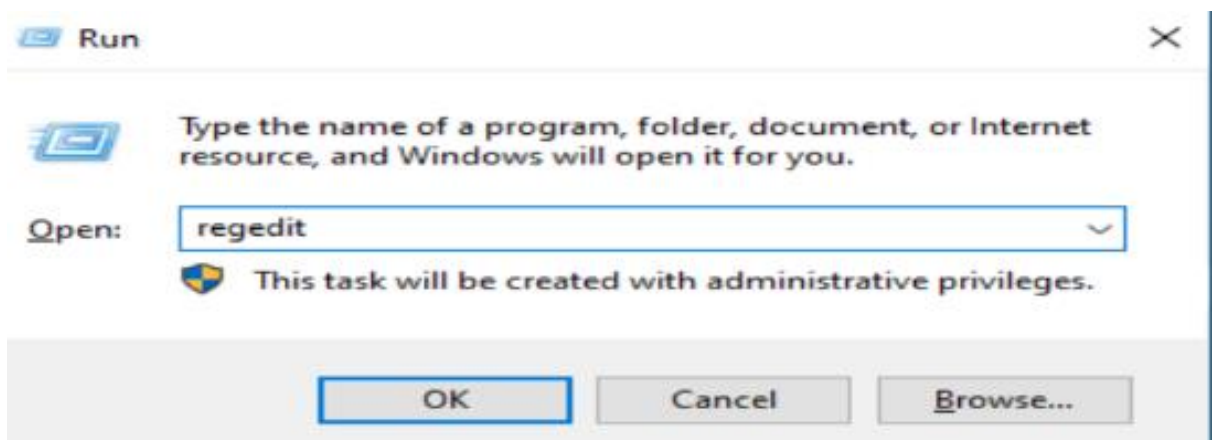 Run
Type the name of a program, folder, document, or Internet
resource, and Windows will open it for you.
Open: regedit
This task will be created with administrative privileges.
OK Cancel Browse...